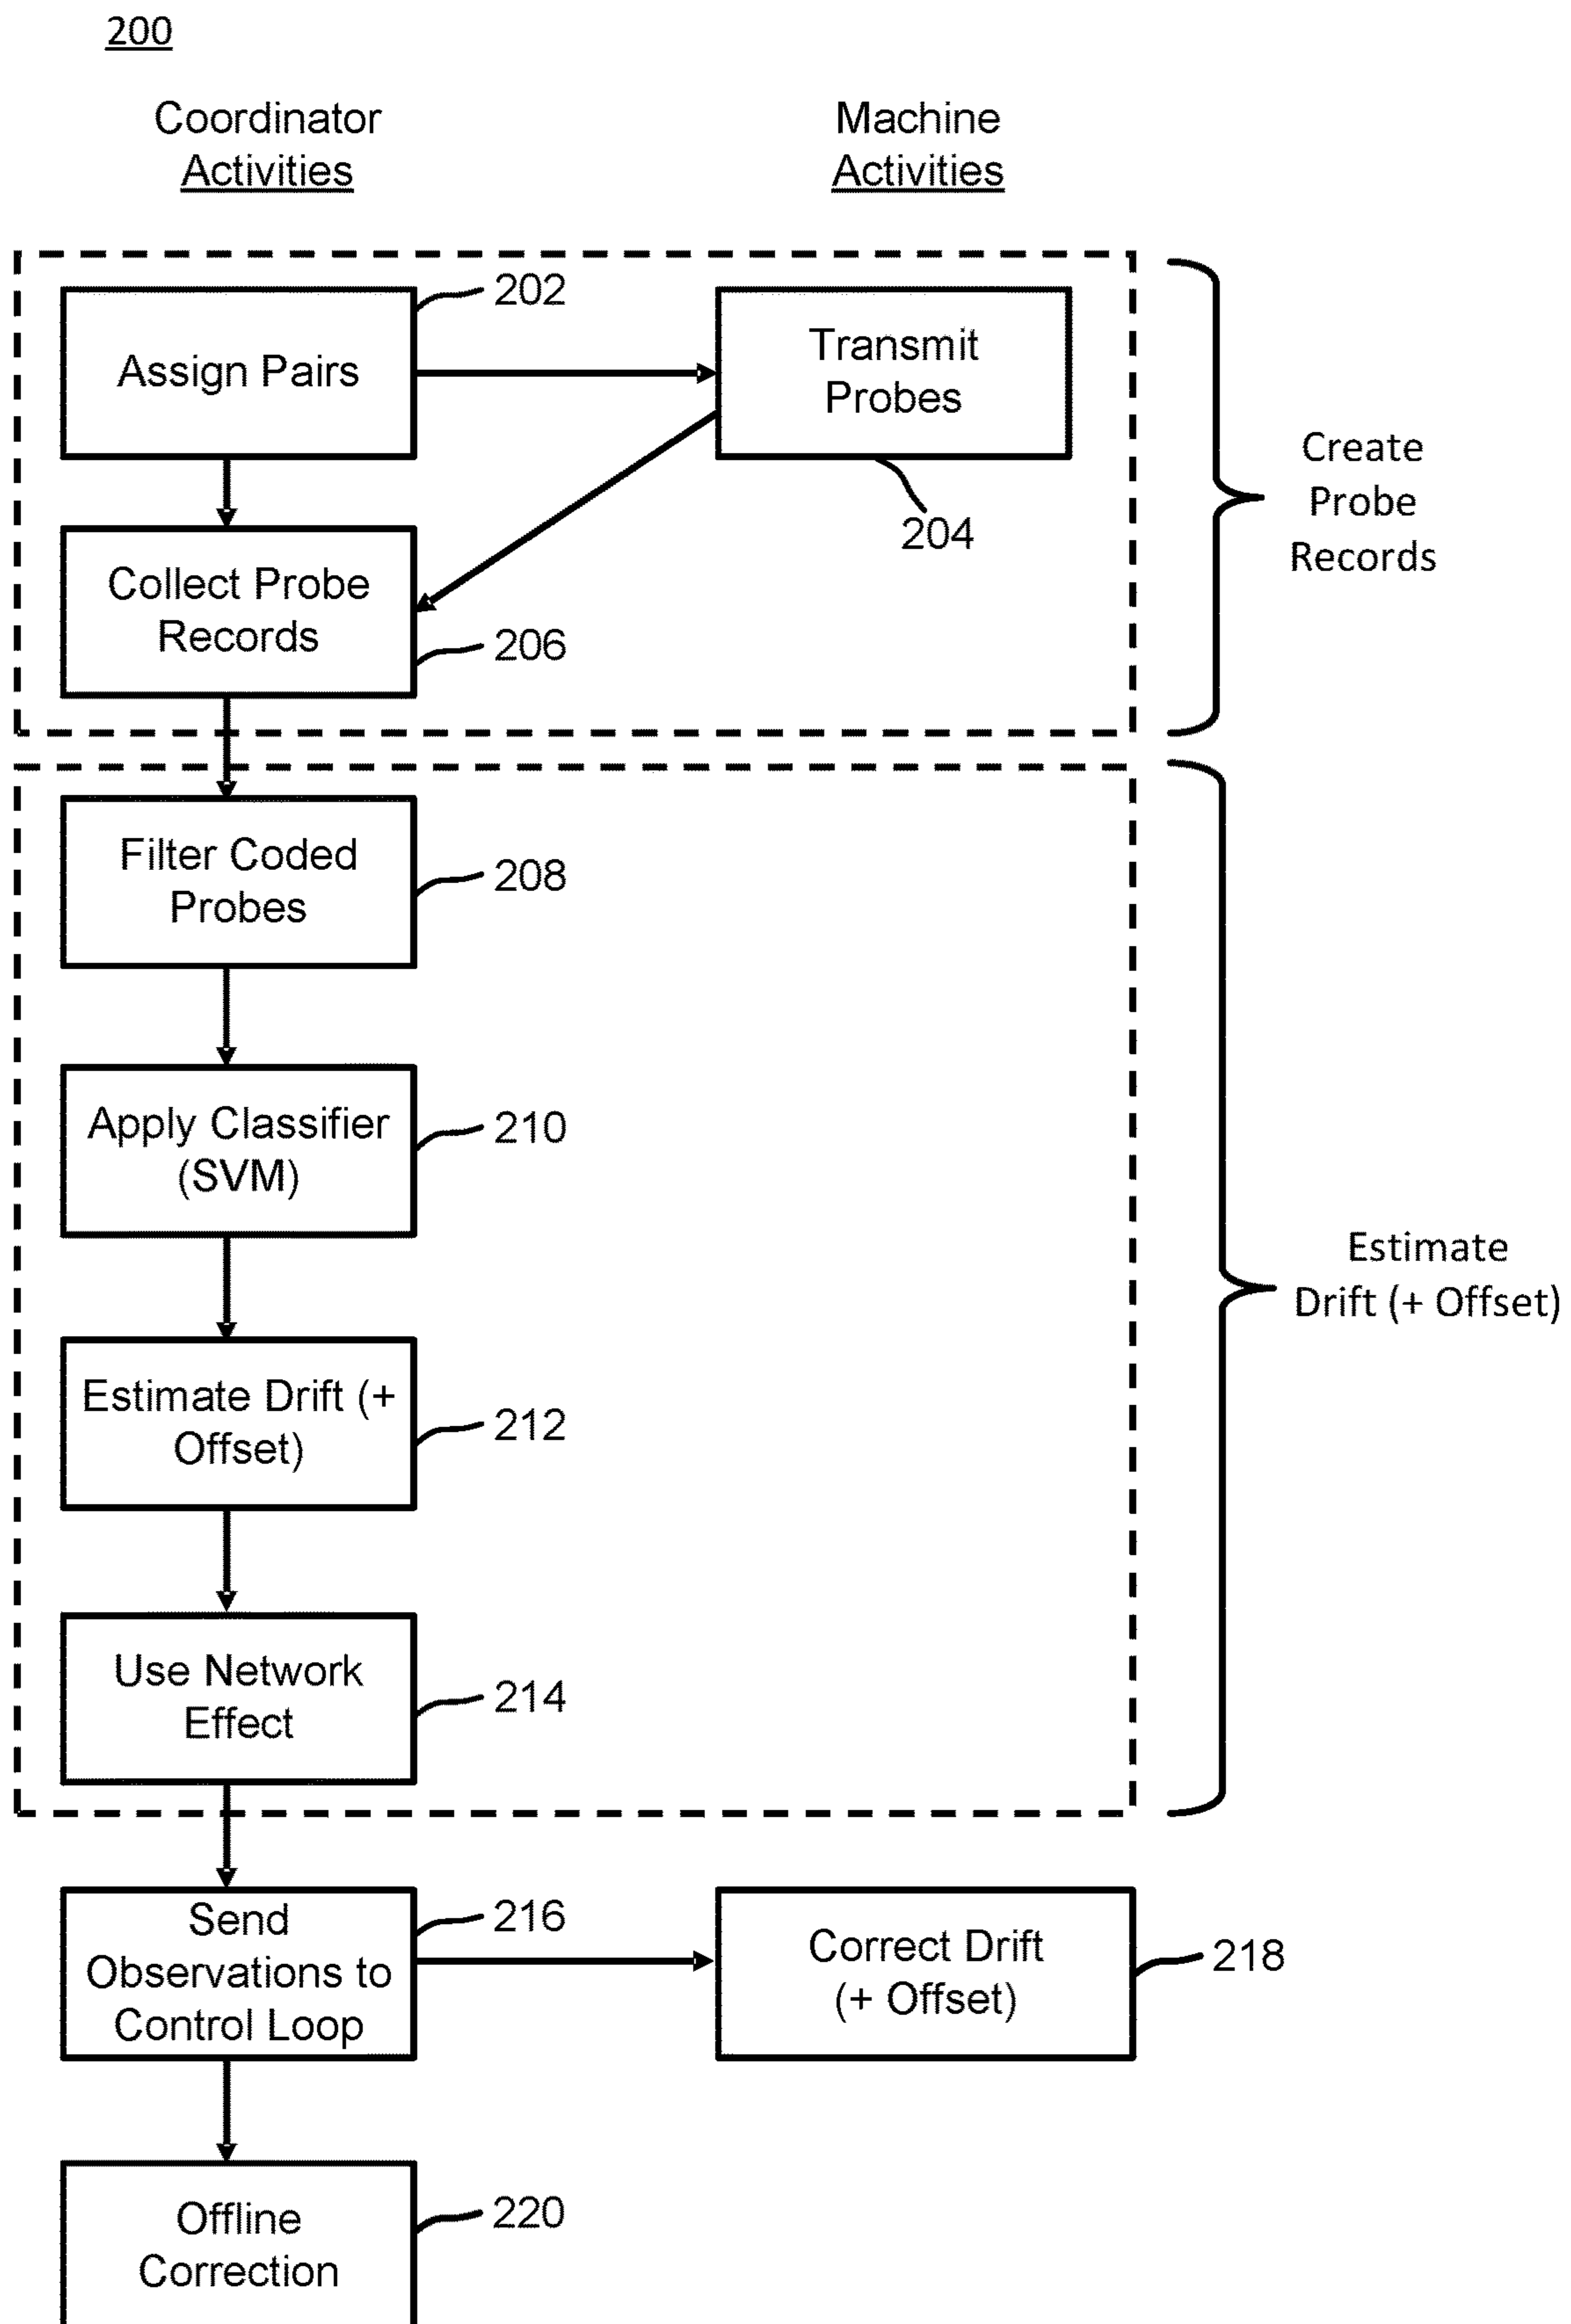 200
Coordinator
Activities
Machine
Activities
202
Assign Pairs
Transmit
Probes
204
Collect Probe
Records
206
Create
Probe
Records
Filter Coded
Probes
208
Apply Classifier
(SVM)
210
Estimate Drift (+
Offset)
212
Use Network
Effect
214
Estimate
Drift (+ Offset)
Send
Observations to
Control Loop
216
Correct Drift
(+ Offset)
218
Offline
Correction
220